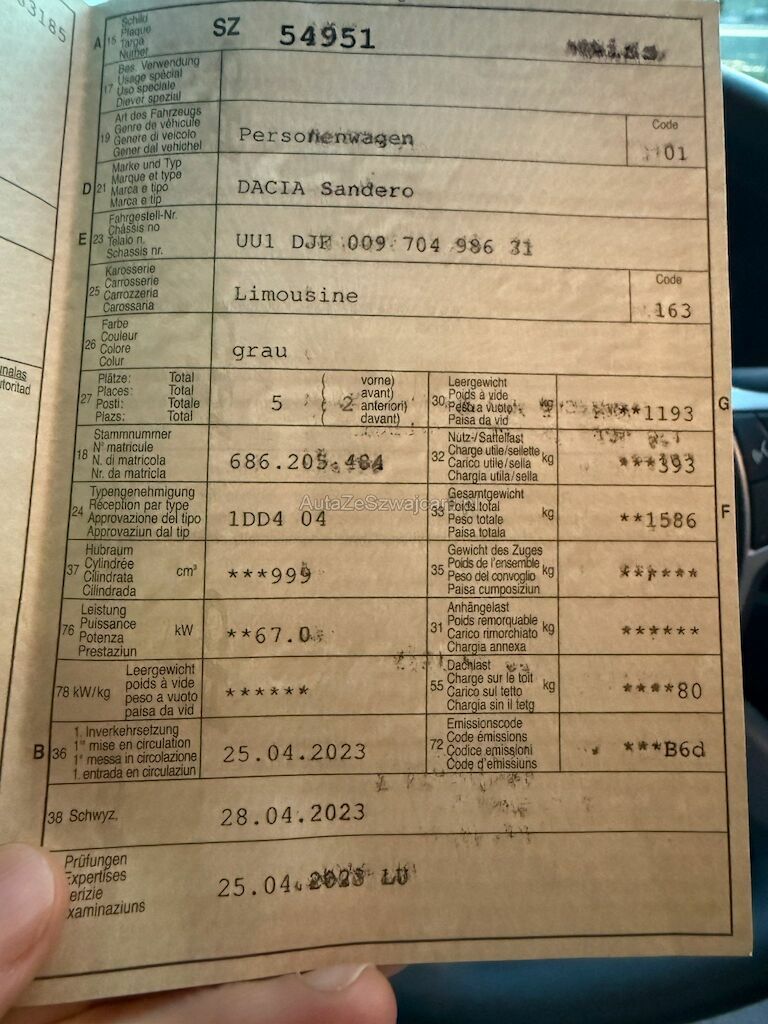 63185
A 15 Schild
Plaque
Targa
Numer
SZ 54951
17 Bes. Verwendung
Usage spécial
Uso speciale
Diever spezial
19 Art des Fahrzeugs
Genre de véhicule
Genere di veicolo
Gener dal vehichel
Personenwagen
Code
01
D 21 Marke und Typ
Marque et type
Marca e tipo
Marca e tip
DACIA Sandero
E 23 Fahrgestell-Nr.
Châssis no
Telaio n.
Schassis nr.
UU1 DJF 009 704 986 31
25 Karosserie
Carrosserie
Carrozzeria
Carossaria
Limousine
Code
163
26 Farbe
Couleur
Colore
Colur
grau
27 Plätze: Total
Places: Total
Posti: Totale
Plazs: Total
5 ( 2 vorne)
avant)
anteriori)
davant)
30 Leergewicht
Poids à vide
Peso a vuoto kg
Paisa da vid
**1193
G
18 Stammnummer
N° matricule
N. di matricola
Nr. da matricla
686.205.484
32 Nutz-/Sattellast
Charge utile/sellette
Carico utile/sella kg
Chargia utila/sella
***393
24 Typengenehmigung
Réception par type
Approvazione del tipo
Approvaziun dal tip
1DD4 04
33 Gesamtgewicht
Poids total
Peso totale kg
Paisa totala
**1586
F
37 Hubraum
Cylindrée
Cilindrata cm³
Cilindrada
***999
35 Gewicht des Zuges
Poids de l'ensemble
Peso del convoglio kg
Paisa cumposiziun
******
76 Leistung
Puissance
Potenza kW
Prestaziun
**67.0
31 Anhängelast
Poids remorquable
Carico rimorchiato kg
Chargia annexa
******
78 kW/kg Leergewicht
poids à vide
peso a vuoto
paisa da vid
******
55 Dachlast
Charge sur le toit
Carico sul tetto kg
Chargia sin il tetg
****80
B 36 1. Inverkehrsetzung
1re mise en circulation
1a messa in circolazione
1. entrada en circulaziun
25.04.2023
72 Emissionscode
Code émissions
Codice emissioni
Code d'emissiuns
***B6d
38 Schwyz,
28.04.2023
Prüfungen
Expertises
erizie
xaminaziuns
25.04.2023 LU